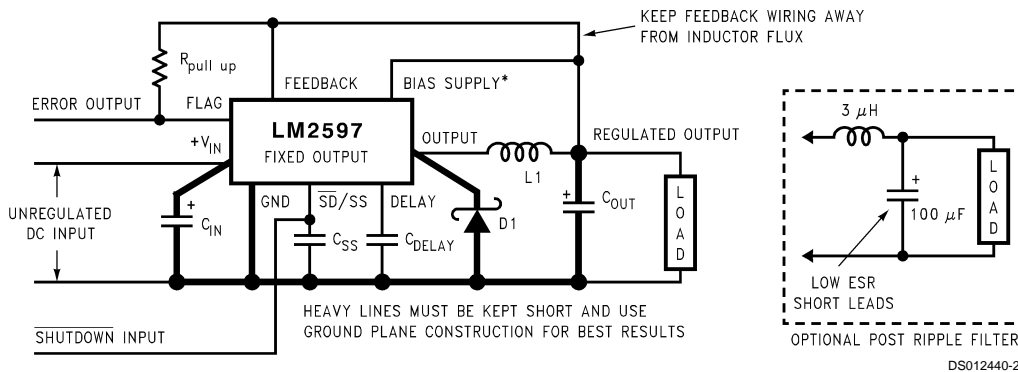 KEEP FEEDBACK WIRING AWAY
FROM INDUCTOR FLUX
Rpull up
FEEDBACK
BIAS SUPPLY*
ERROR OUTPUT
FLAG
LM2597
FIXED OUTPUT
+VIN
OUTPUT
REGULATED OUTPUT
L1
UNREGULATED
DC INPUT
+
CIN
GND
SD/SS
DELAY
CSS
CDELAY
D1
+
COUT
LOAD
HEAVY LINES MUST BE KEPT SHORT AND USE
GROUND PLANE CONSTRUCTION FOR BEST RESULTS
SHUTDOWN INPUT
3 μH
+
100 μF
LOAD
LOW ESR
SHORT LEADS
OPTIONAL POST RIPPLE FILTER
DS012440-2